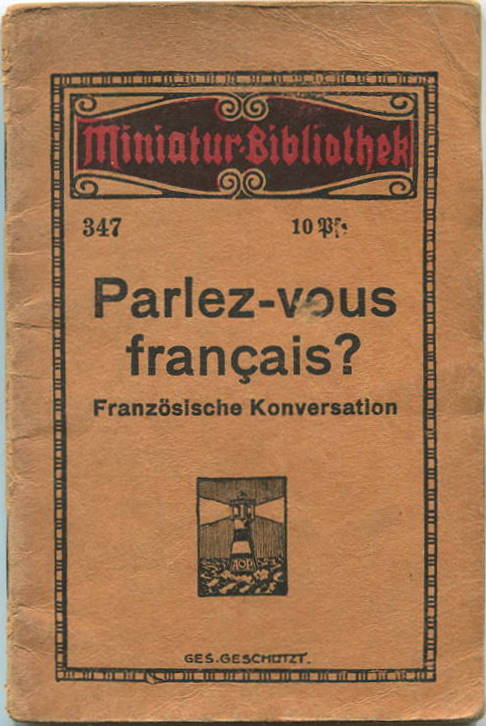 Miniatur-Bibliothek
347 10 Pf.
Parlez-vous
français?
Französische Konversation
AOP
GES. GESCHÜTZT.